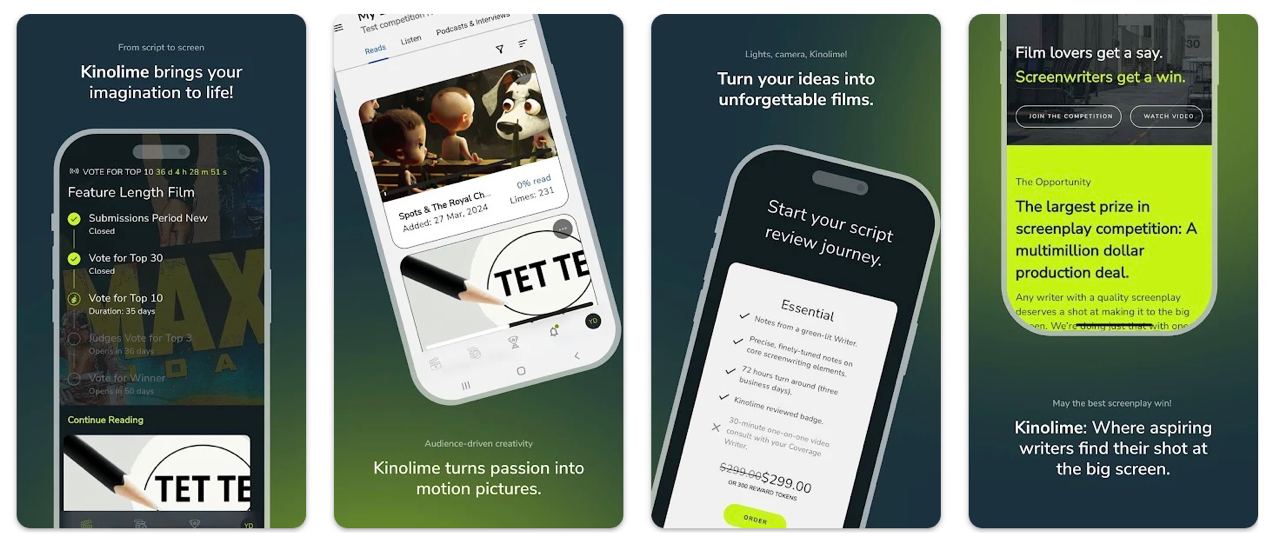 From script to screen
Kinolime brings your
imagination to life!
VOTE FOR TOP 10 36 d 4 h 28 m 51 s
Feature Length Film
Submissions Period New
Closed
Vote for Top 30
Closed
Vote for Top 10
Duration: 35 days
Judges Vote for Top 3
Opens in 36 days
Vote for Winner
Opens in 50 days
MAX
IDA
Continue Reading
TET TE
YD
My
Test competition
Reads
Listen
Podcasts & Interviews
Spots & The Royal Ch...
0% read
Added: 27 Mar, 2024
Limes: 231
TET TE
YD
Audience-driven creativity
Kinolime turns passion into
motion pictures.
Lights, camera, Kinolime!
Turn your ideas into
unforgettable films.
Start your script
review journey.
Essential
Notes from a green-lit Writer.
Precise, finely-tuned notes on
core screenwriting elements.
72 hours turn around (three
business days).
Kinolime reviewed badge.
30-minute one-on-one video
consult with your Coverage
Writer.
$299.00 $299.00
OR 300 REWARD TOKENS
ORDER
30
Film lovers get a say.
Screenwriters get a win.
JOIN THE COMPETITION
WATCH VIDEO
The Opportunity
The largest prize in
screenplay competition: A
multimillion dollar
production deal.
Any writer with a quality screenplay
deserves a shot at making it to the big
screen. We're doing just that with one
May the best screenplay win!
Kinolime: Where aspiring
writers find their shot at
the big screen.